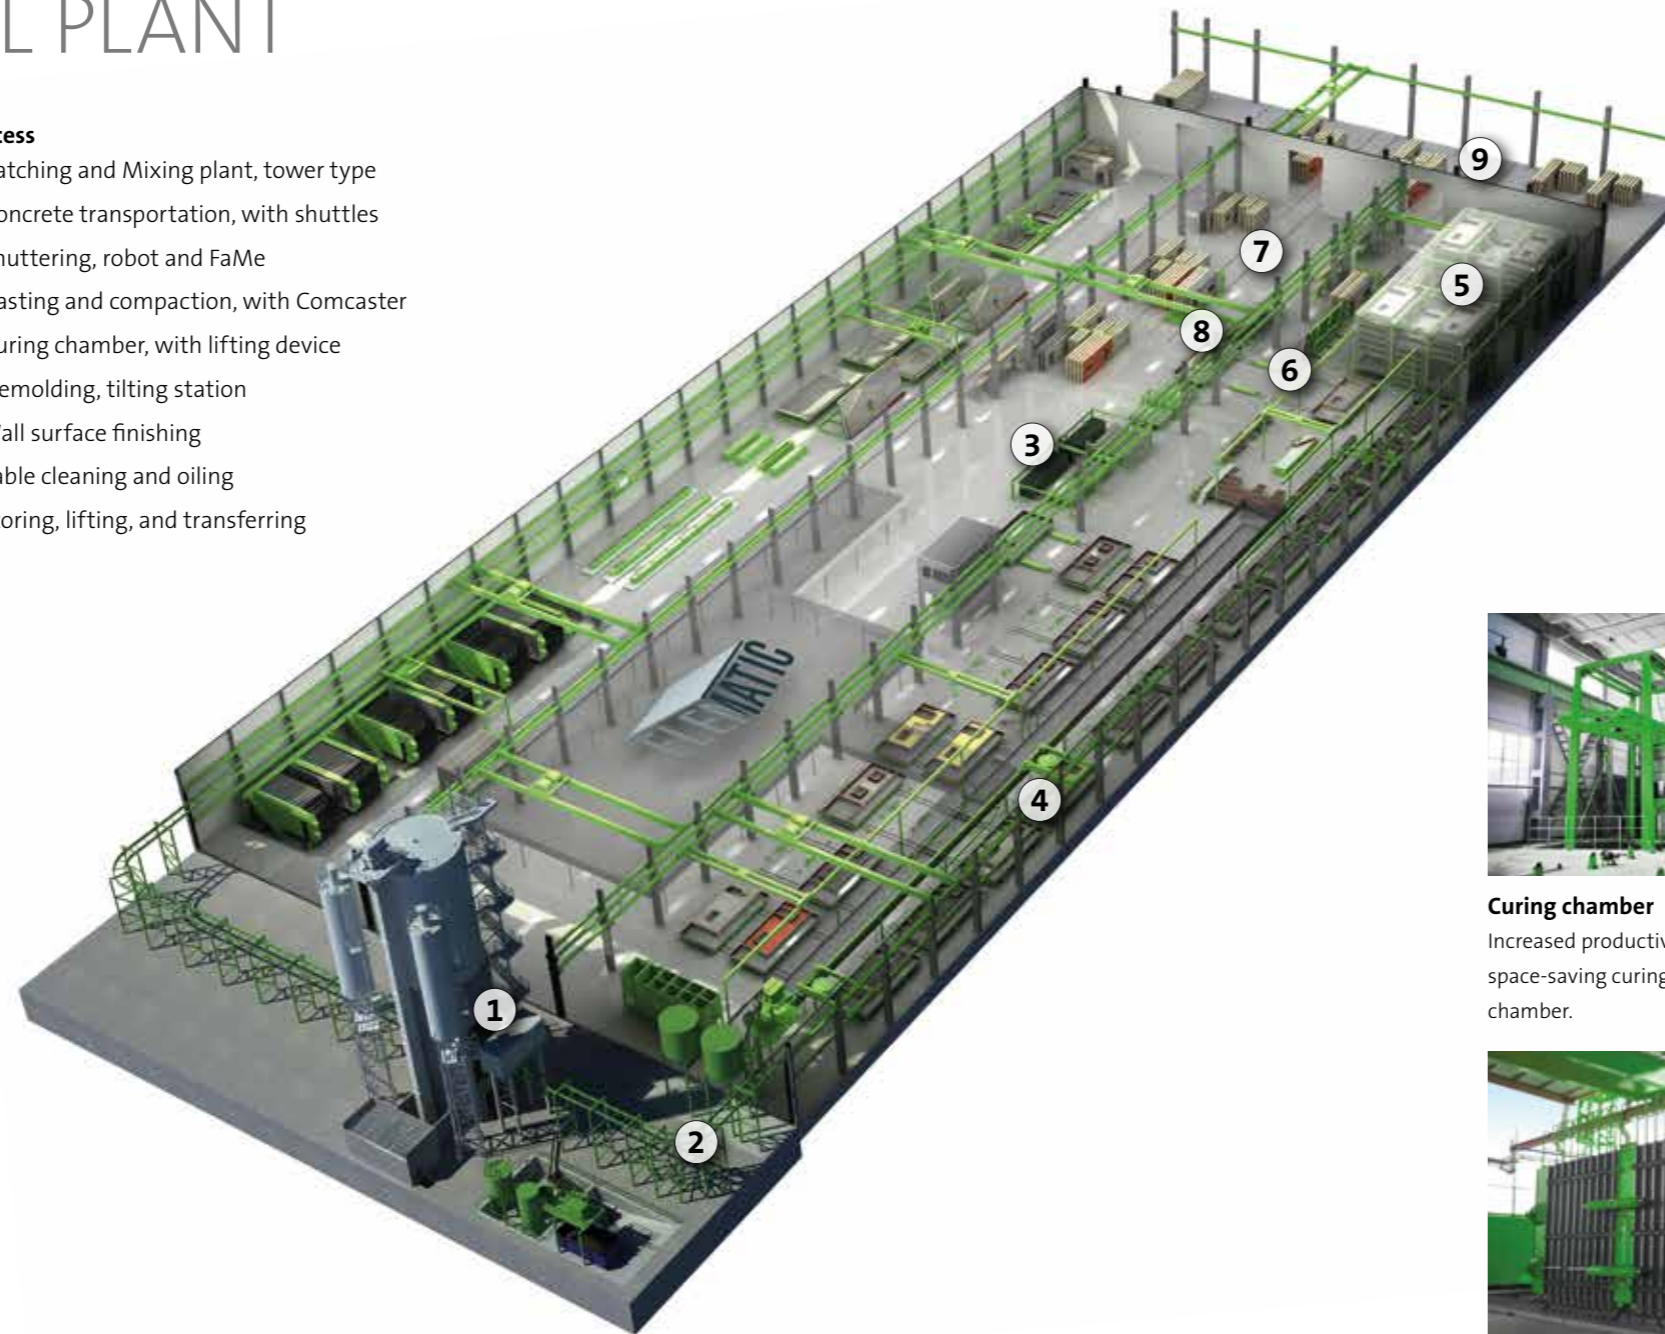 L PLANT
cess
atching and Mixing plant, tower type
oncrete transportation, with shuttles
huttering, robot and FaMe
asting and compaction, with Comcaster
uring chamber, with lifting device
emolding, tilting station
all surface finishing
able cleaning and oiling
toring, lifting, and transferring
9
7
5
8
6
3
ELEMATIC
4
1
2
Curing chamber
Increased productiv
space-saving curing
chamber.